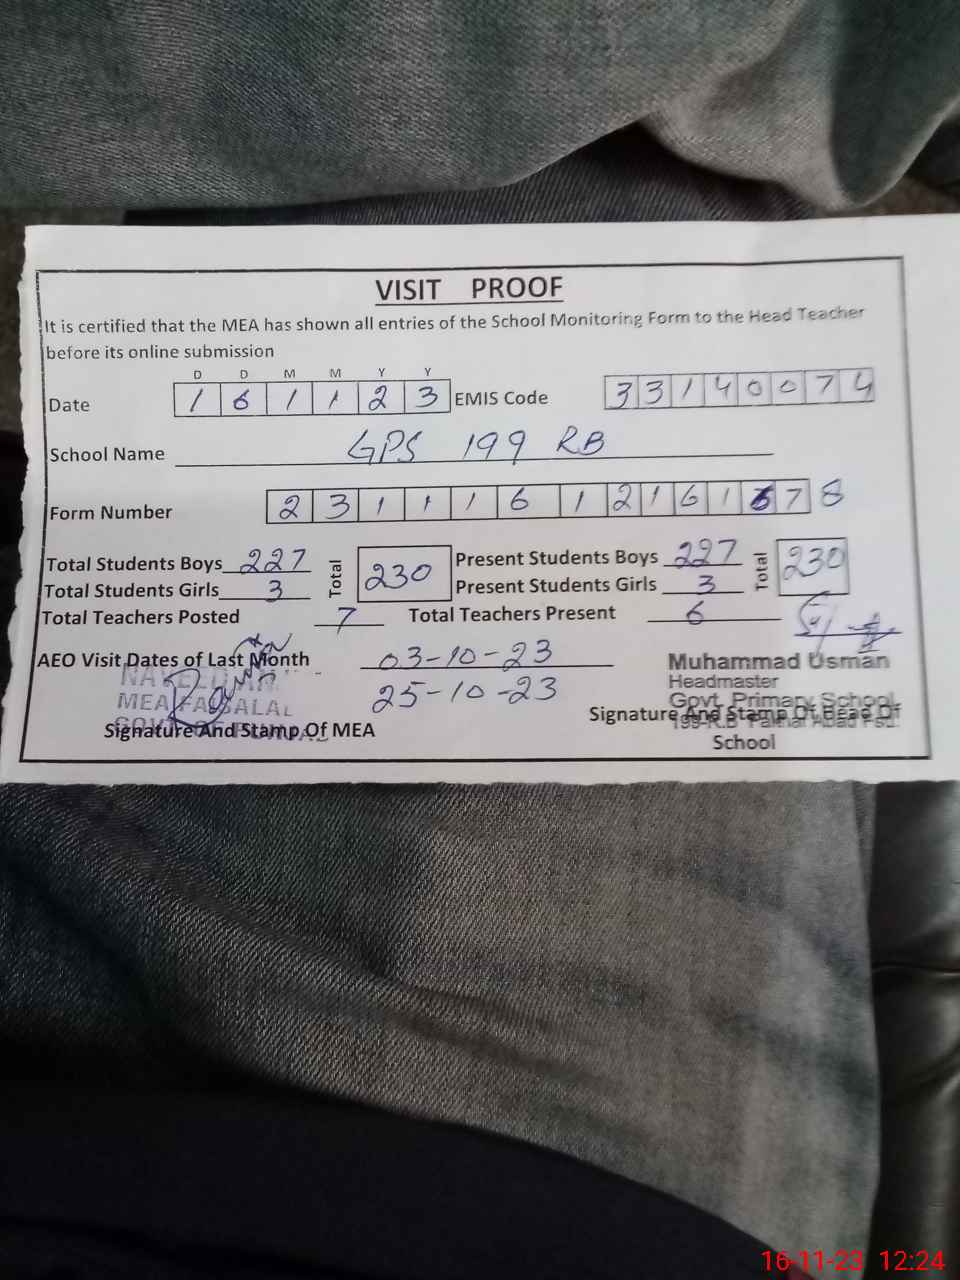 VISIT PROOF
It is certified that the MEA has shown all entries of the School Monitoring Form to the Head Teacher
before its online submission
D D M M Y Y
Date 1 6 1 1 2 3 EMIS Code 3 3 1 4 0 0 7 4
School Name GPS 199 RB
Form Number 2 3 1 1 1 6 1 2 1 6 1 6 7 8
Total Students Boys 227 Total 230 Present Students Boys 227 Total 230
Total Students Girls 3 Present Students Girls 3
Total Teachers Posted 7 Total Teachers Present 6
AEO Visit Dates of Last Month 03-10-23
25-10-23
MEA FAISALAL
Signature And Stamp Of MEA
Muhammad Usman
Headmaster
Govt. Primary School
199-R.B
Signature And Stamp Of Head Of
School
16-11-23 12:24